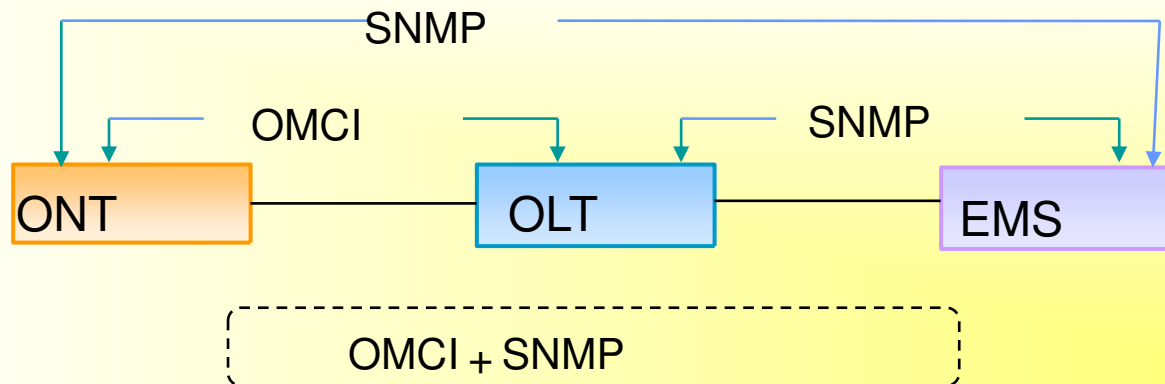 SNMP
OMCI
SNMP
ONT
OLT
EMS
OMCI + SNMP